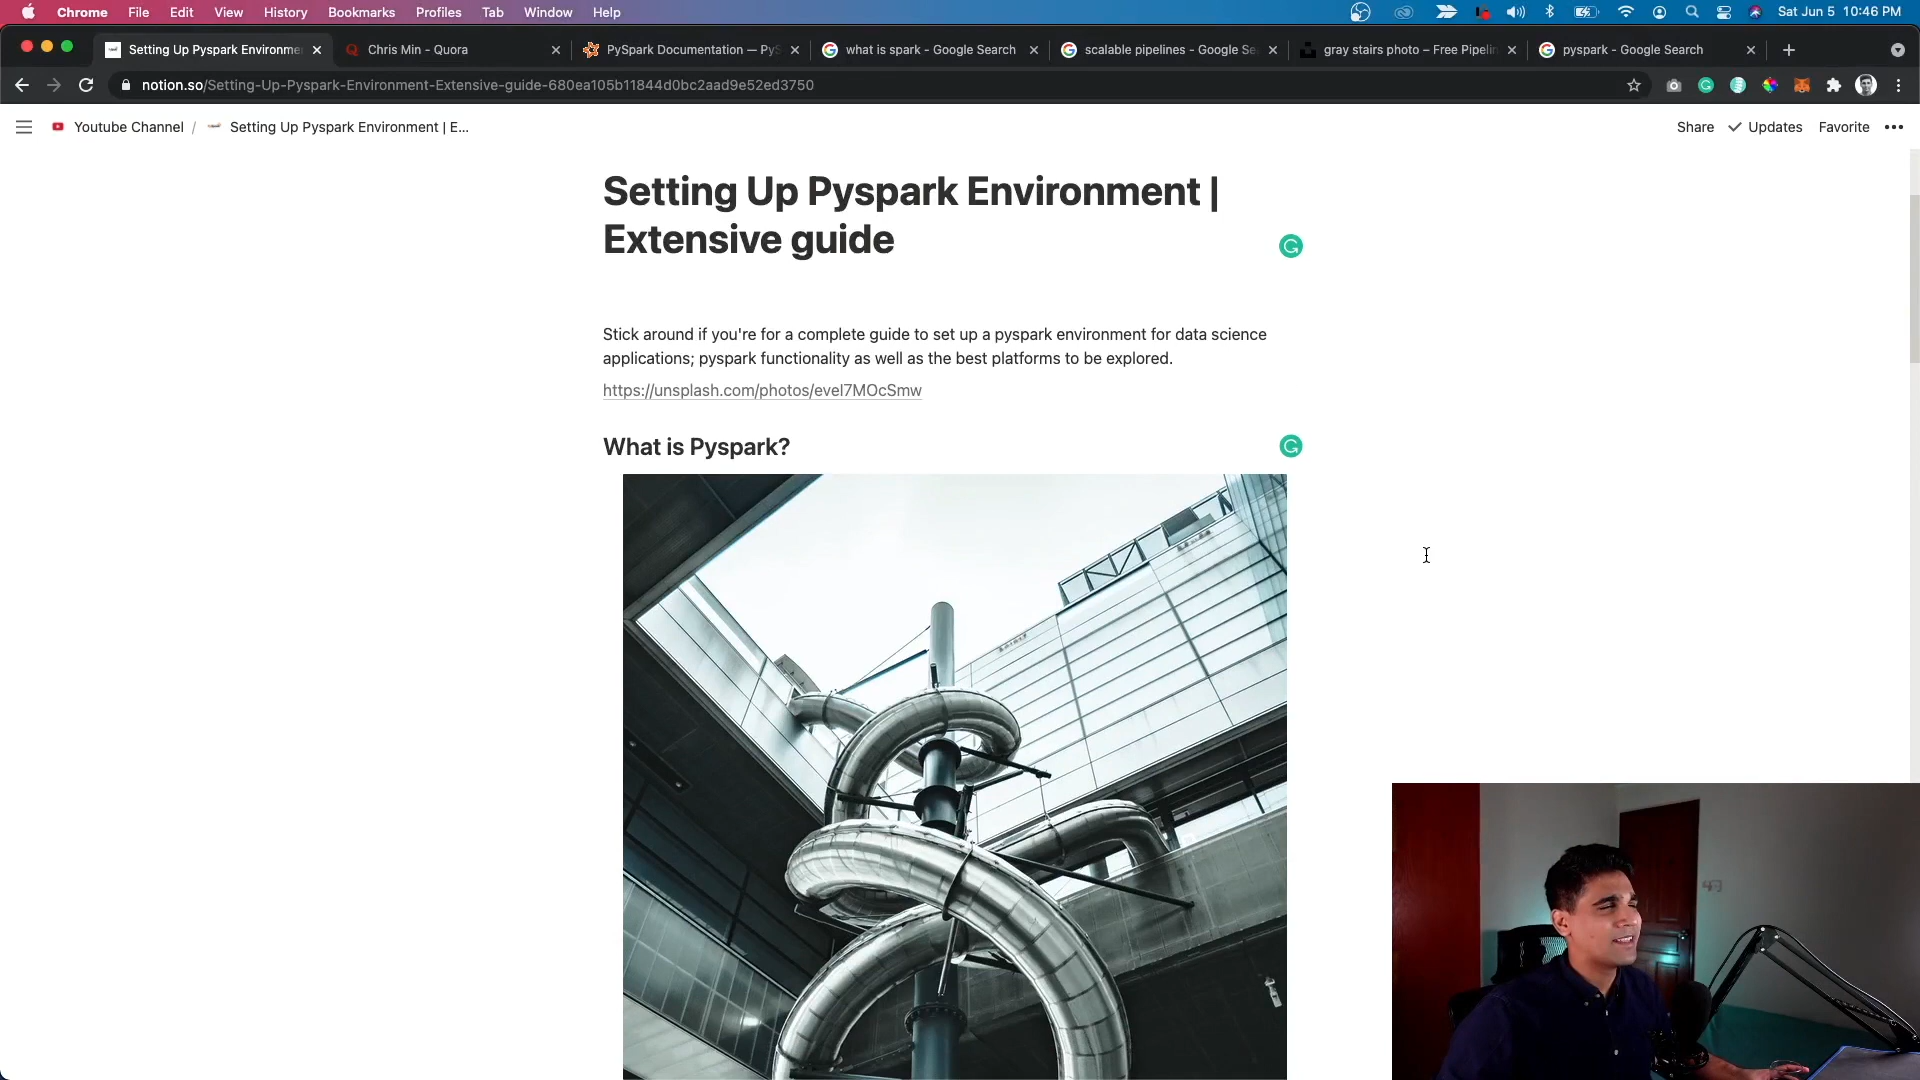 Chrome File Edit View History Bookmarks Profiles Tab Window Help Sat Jun 5 10:46 PM
Setting Up Pyspark Environme Chris Min - Quora PySpark Documentation — PyS what is spark - Google Search scalable pipelines - Google Se gray stairs photo – Free Pipelin pyspark - Google Search
notion.so/Setting-Up-Pyspark-Environment-Extensive-guide-680ea105b11844d0bc2aad9e52ed3750
Youtube Channel / Setting Up Pyspark Environment | E... Share Updates Favorite
Setting Up Pyspark Environment |
Extensive guide
Stick around if you're for a complete guide to set up a pyspark environment for data science
applications; pyspark functionality as well as the best platforms to be explored.
https://unsplash.com/photos/evel7MOcSmw
What is Pyspark?